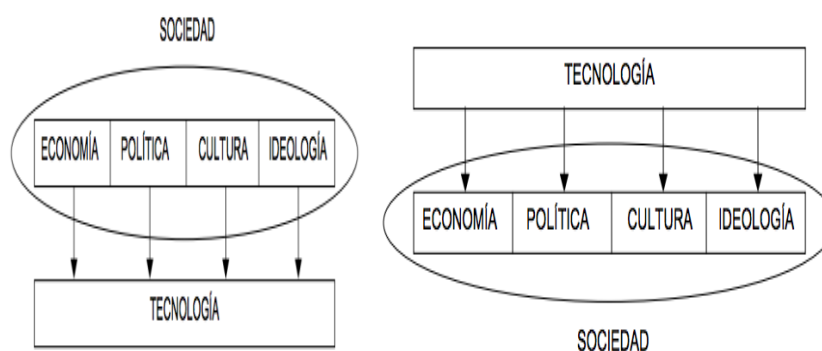 SOCIEDAD
ECONOMÍA POLÍTICA CULTURA IDEOLOGÍA
TECNOLOGÍA
TECNOLOGÍA
ECONOMÍA POLÍTICA CULTURA IDEOLOGÍA
SOCIEDAD